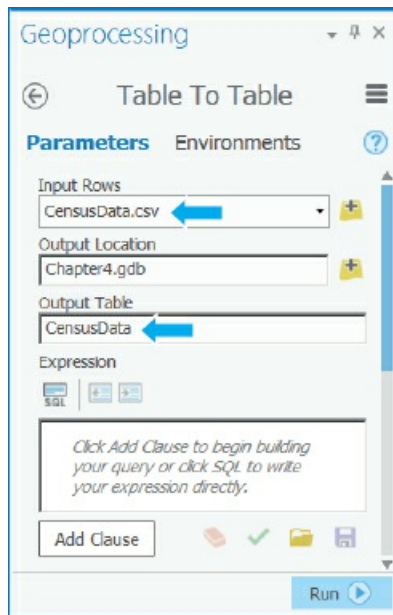 Geoprocessing
Table To Table
Parameters Environments
Input Rows
CensusData.csv
Output Location
Chapter4.gdb
Output Table
CensusData
Expression
SQL
Click Add Clause to begin building
your query or click SQL to write
your expression directly.
Add Clause
Run